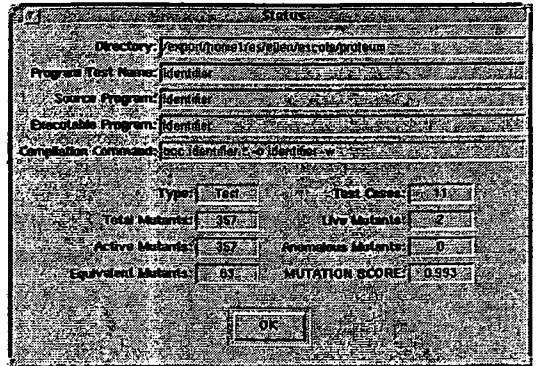 Status
Directory: /export/home1/es/ellen/escole/proteum
Program Test Name: identifier
Source Program: identifier
Executable Program: identifier
Compilation Command: gcc identifier.c -o identifier -w
Type: Test Test Cases: 11
Total Mutants: 357 Live Mutants: 2
Active Mutants: 357 Anomalous Mutants: 0
Equivalent Mutants: 63 MUTATION SCORE: 0.993
OK